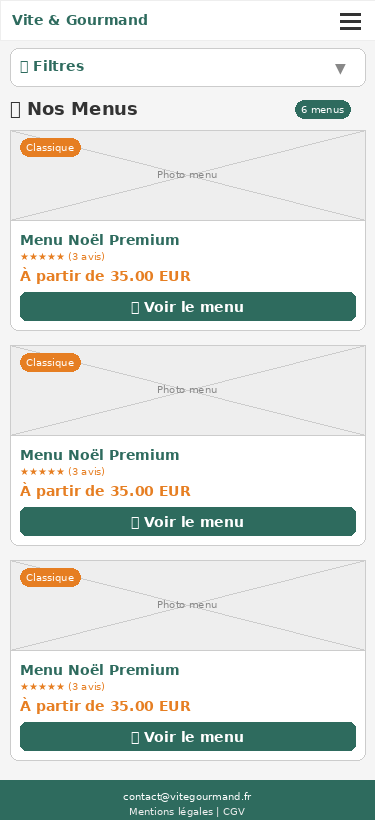 Vite & Gourmand
Filtres ▼
Nos Menus 6 menus
Classique
Photo menu
Menu Noël Premium
★★★★★ (3 avis)
À partir de 35.00 EUR
Voir le menu
Classique
Photo menu
Menu Noël Premium
★★★★★ (3 avis)
À partir de 35.00 EUR
Voir le menu
Classique
Photo menu
Menu Noël Premium
★★★★★ (3 avis)
À partir de 35.00 EUR
Voir le menu
contact@vitegourmand.fr
Mentions légales | CGV